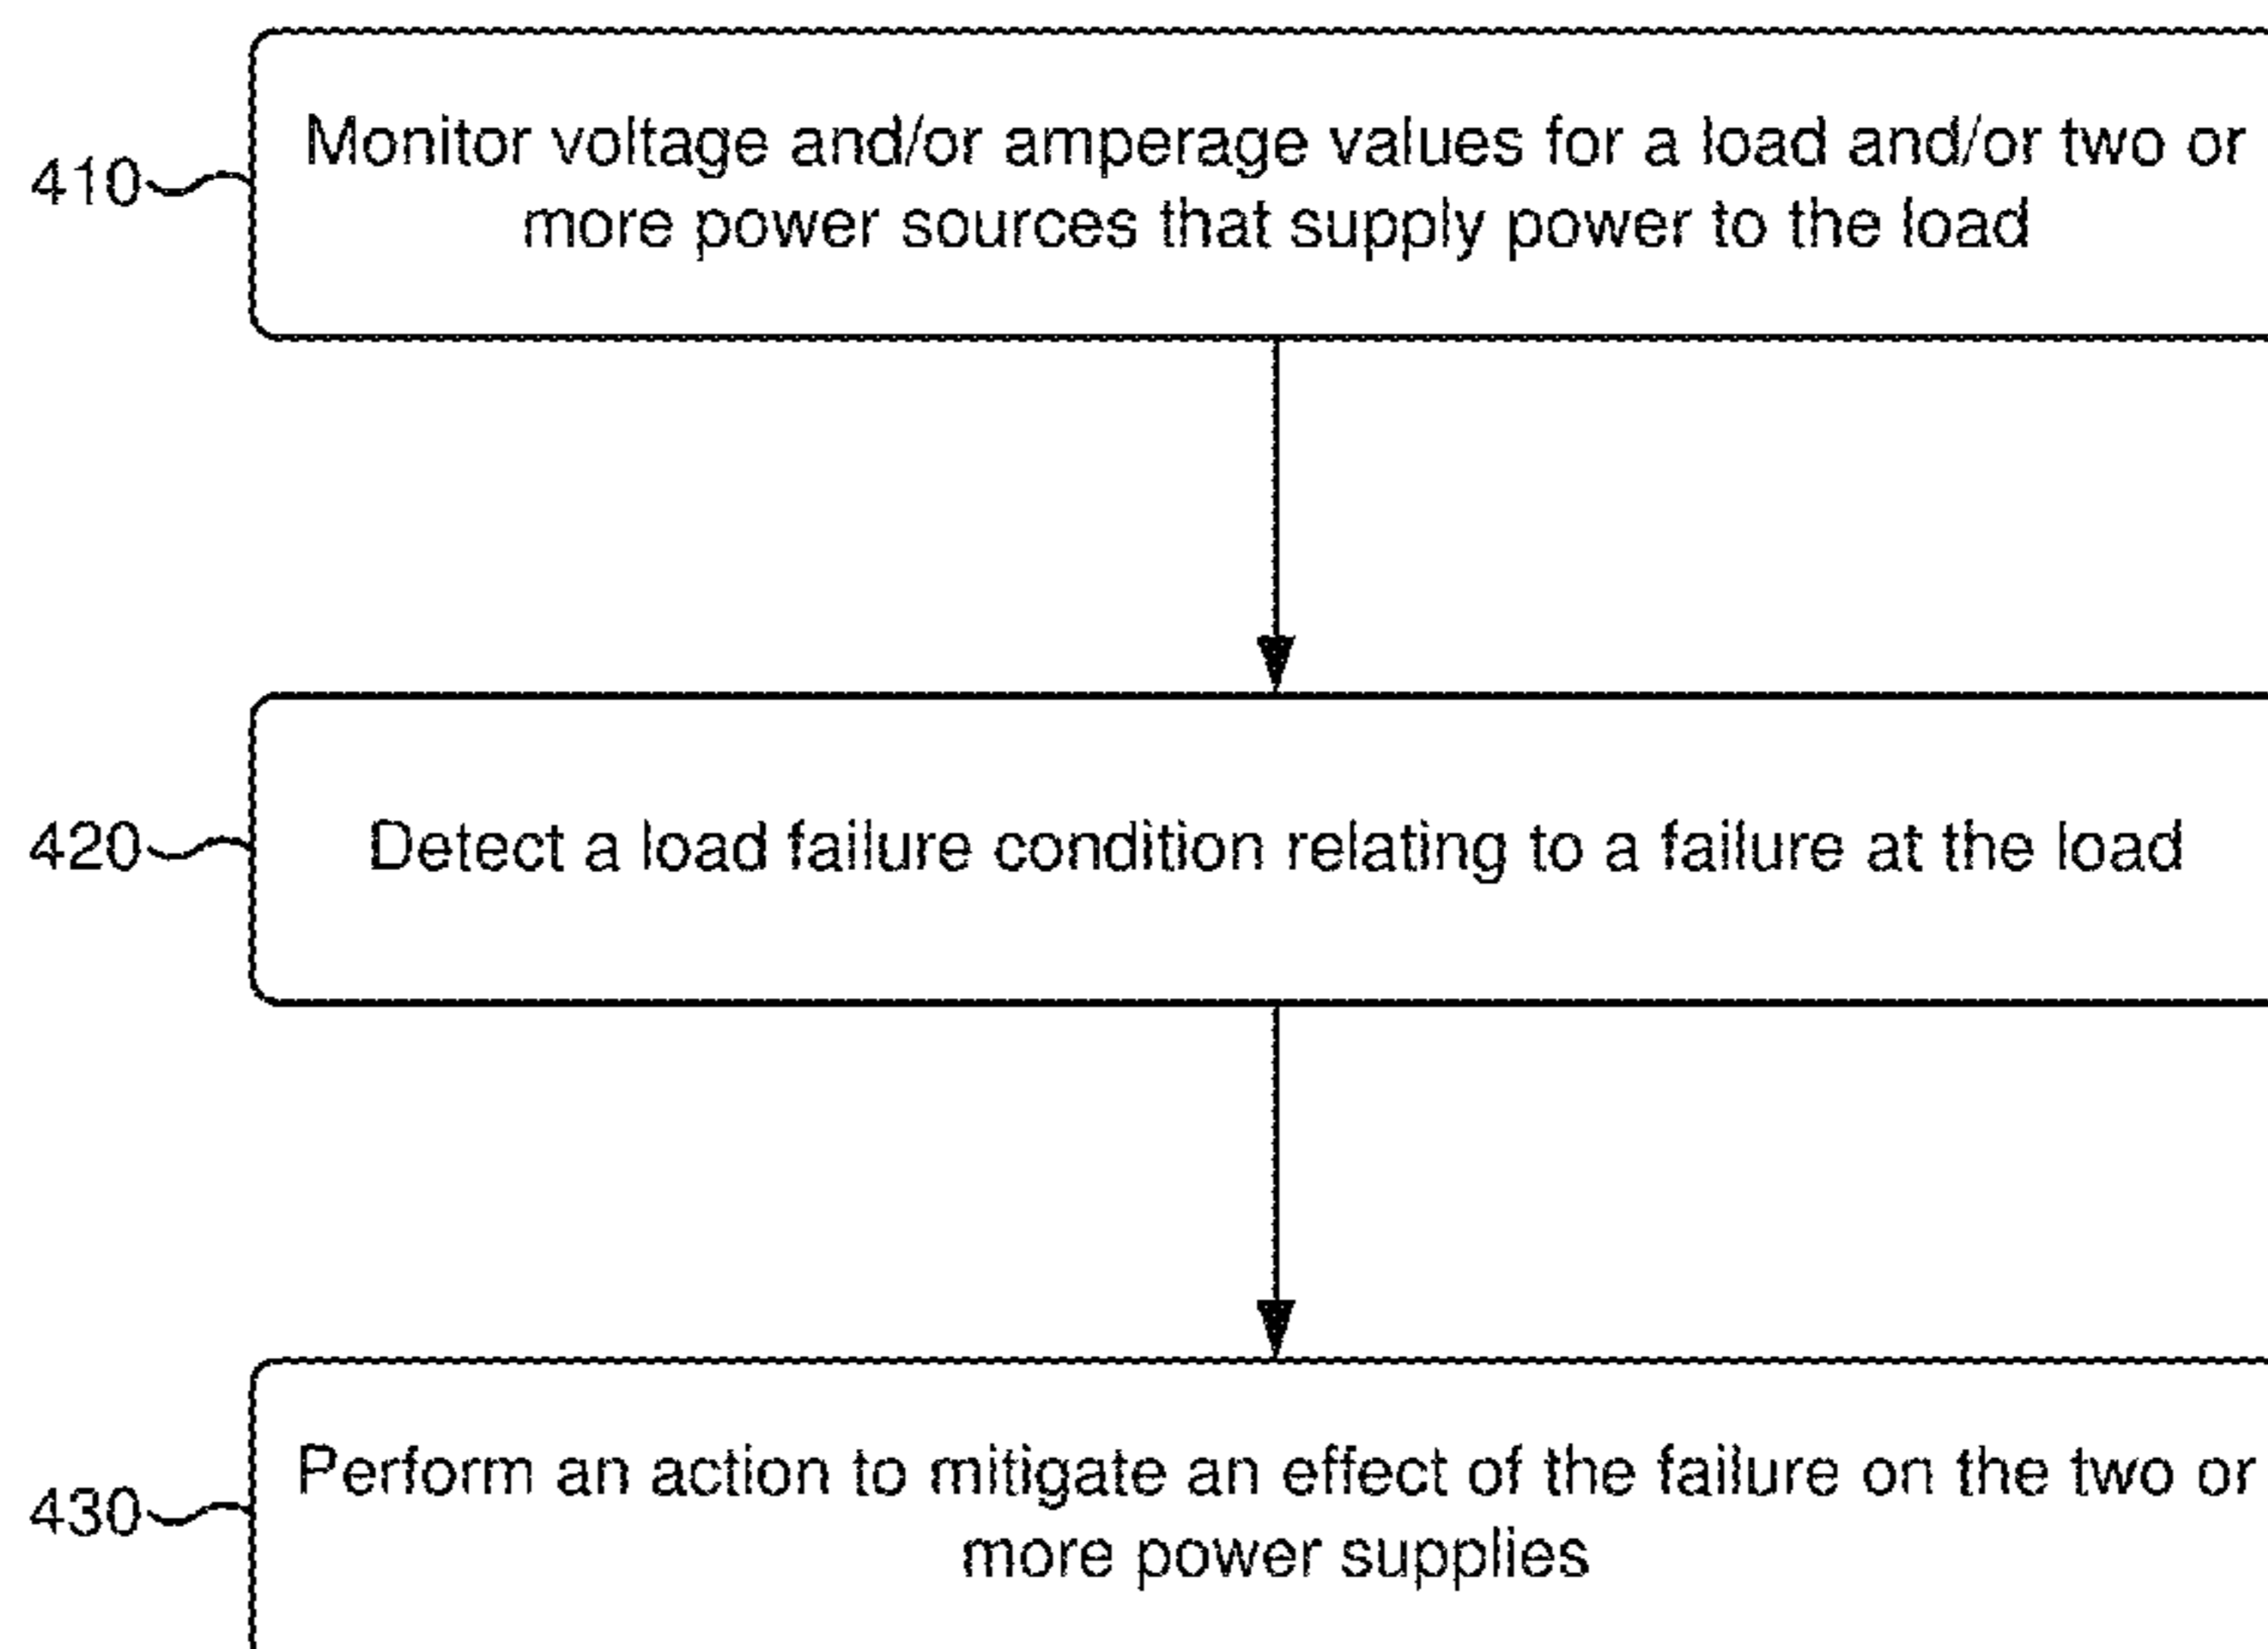 410
Monitor voltage and/or amperage values for a load and/or two or
more power sources that supply power to the load
420
Detect a load failure condition relating to a failure at the load
430
Perform an action to mitigate an effect of the failure on the two or
more power supplies